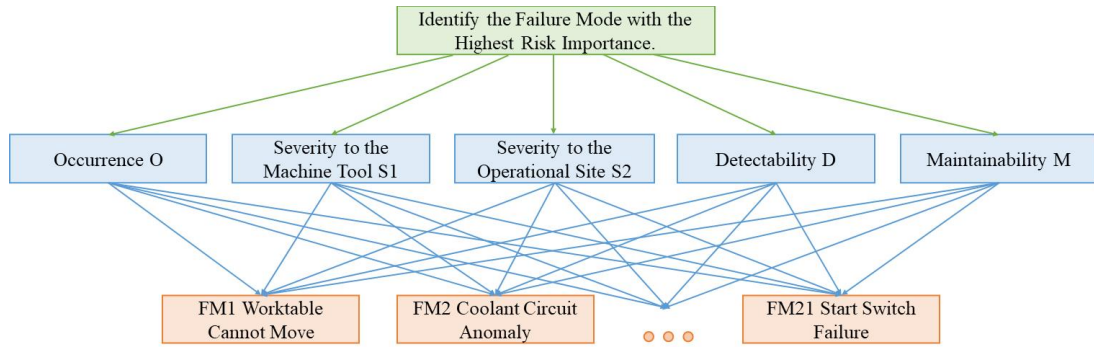 Identify the Failure Mode with the
Highest Risk Importance.
Occurrence O
Severity to the
Machine Tool S1
Severity to the
Operational Site S2
Detectability D
Maintainability M
FM1 Worktable
Cannot Move
FM2 Coolant Circuit
Anomaly
FM21 Start Switch
Failure